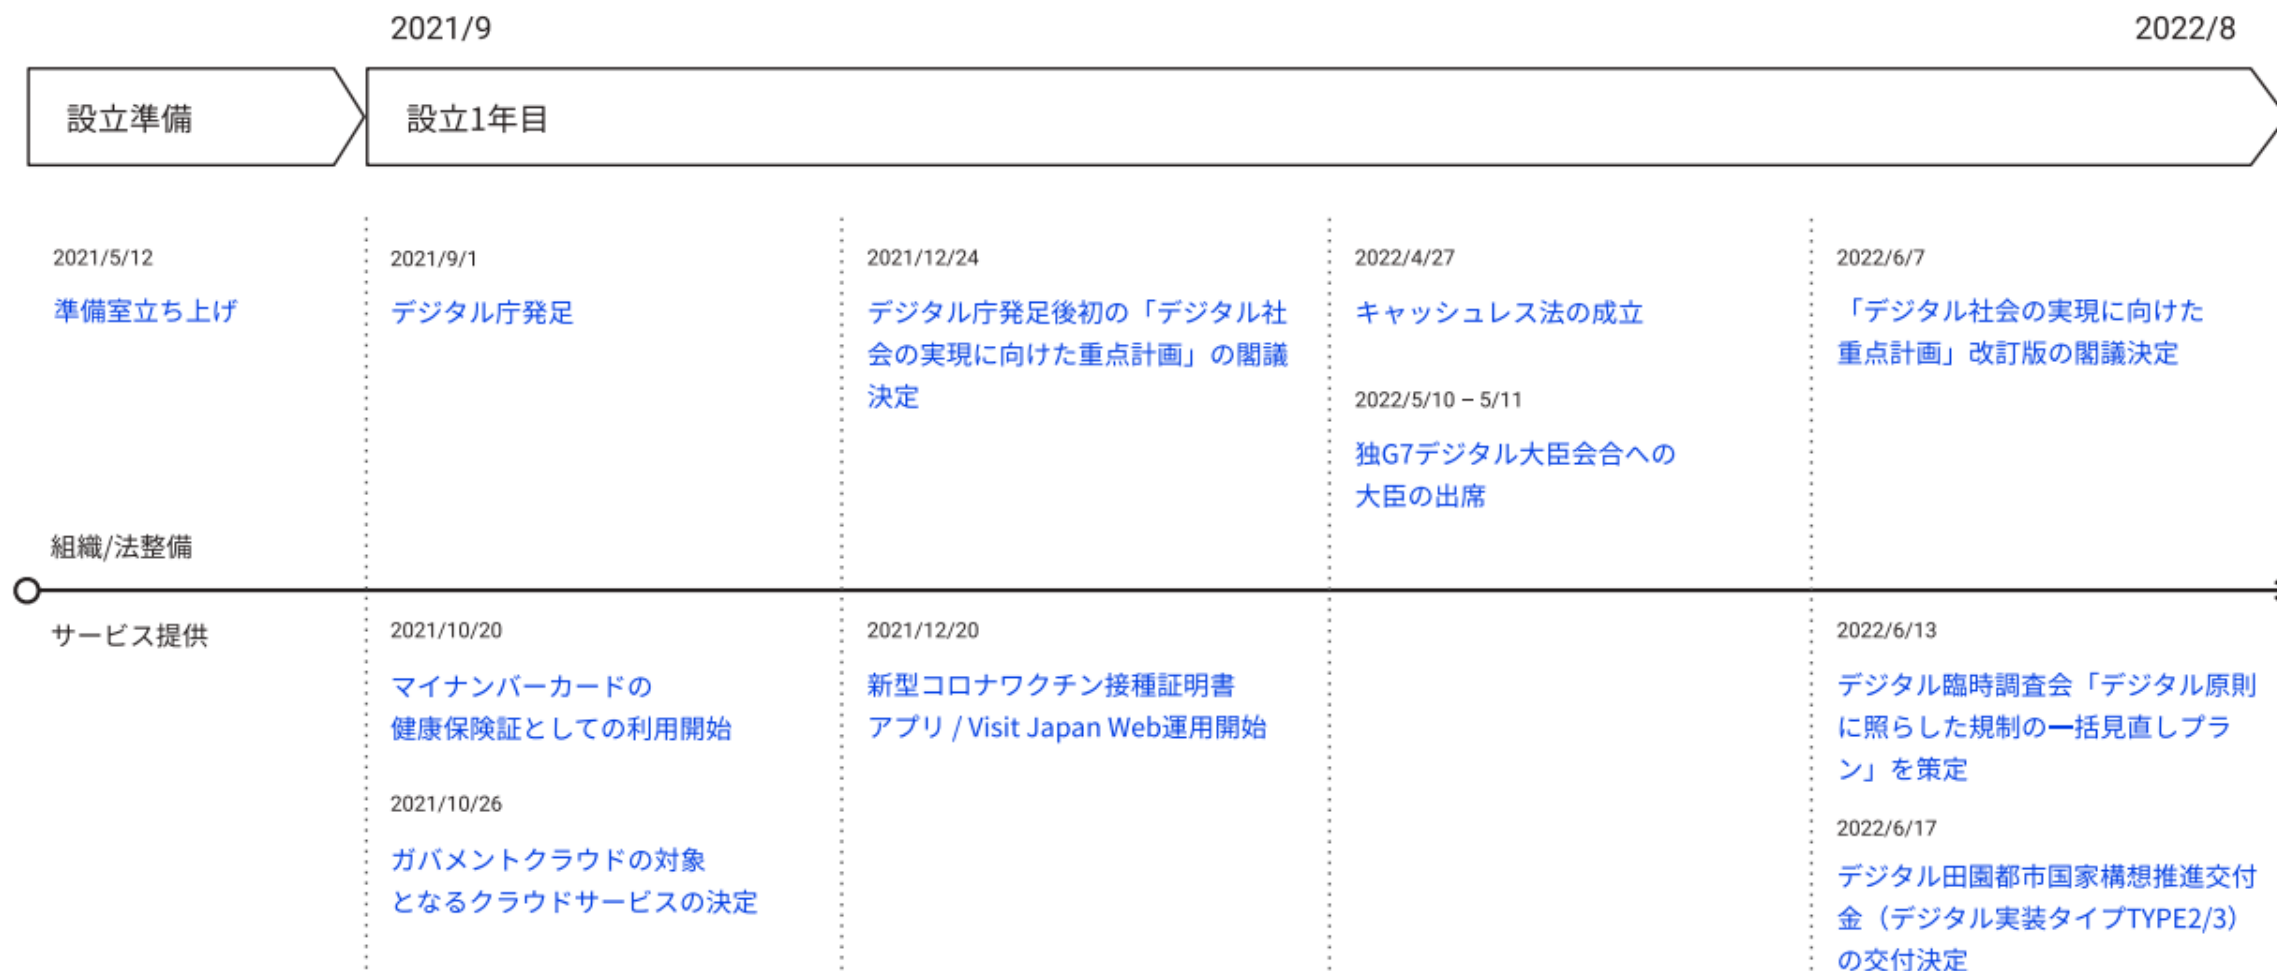 2021/9
2022/8
設立準備
設立1年目
2021/5/12
準備室立ち上げ
2021/9/1
デジタル庁発足
2021/12/24
デジタル庁発足後初の「デジタル社
会の実現に向けた重点計画」の閣議
決定
2022/4/27
キャッシュレス法の成立
2022/5/10 – 5/11
独G7デジタル大臣会合への
大臣の出席
2022/6/7
「デジタル社会の実現に向けた
重点計画」改訂版の閣議決定
組織/法整備
サービス提供
2021/10/20
マイナンバーカードの
健康保険証としての利用開始
2021/10/26
ガバメントクラウドの対象
となるクラウドサービスの決定
2021/12/20
新型コロナワクチン接種証明書
アプリ / Visit Japan Web運用開始
2022/6/13
デジタル臨時調査会「デジタル原則
に照らした規制の一括見直しプラ
ン」を策定
2022/6/17
デジタル田園都市国家構想推進交付
金（デジタル実装タイプTYPE2/3）
の交付決定